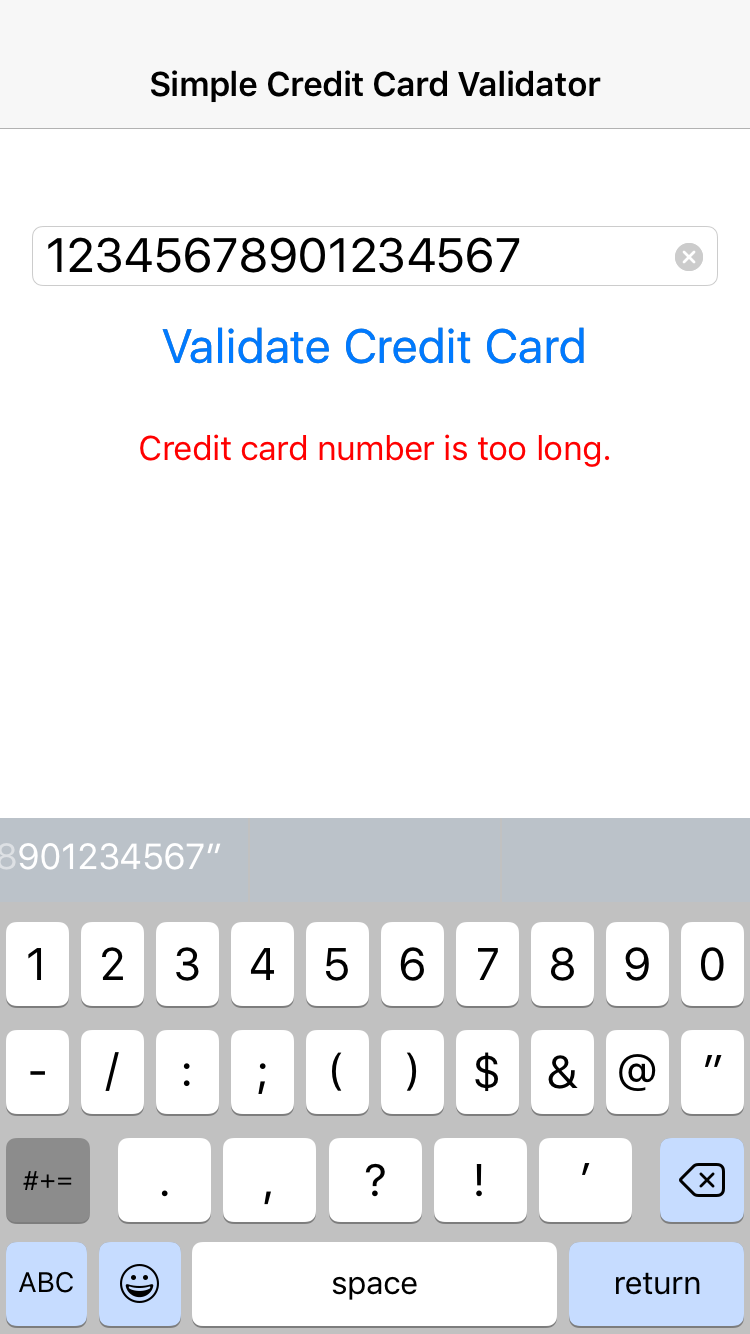 Simple Credit Card Validator
12345678901234567
Validate Credit Card
Credit card number is too long.
8901234567”
1 2 3 4 5 6 7 8 9 0
- / : ; ( ) $ & @ ”
#+= . , ? ! ’
ABC space return